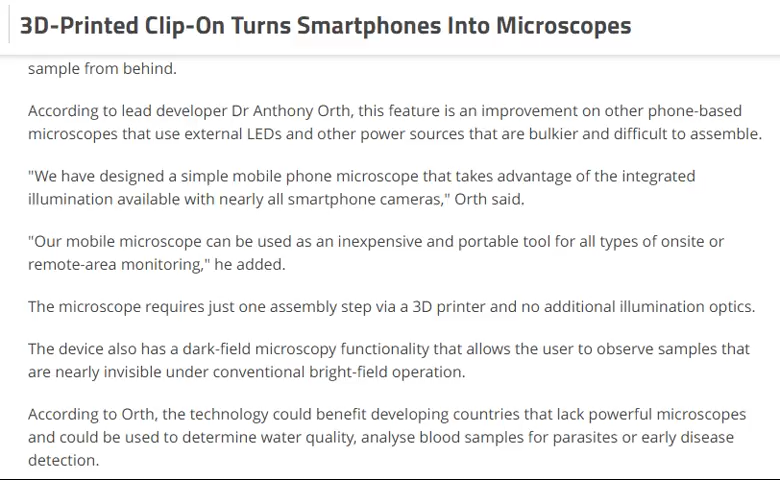 3D-Printed Clip-On Turns Smartphones Into Microscopes
sample from behind.
According to lead developer Dr Anthony Orth, this feature is an improvement on other phone-based
microscopes that use external LEDs and other power sources that are bulkier and difficult to assemble.
"We have designed a simple mobile phone microscope that takes advantage of the integrated
illumination available with nearly all smartphone cameras," Orth said.
"Our mobile microscope can be used as an inexpensive and portable tool for all types of onsite or
remote-area monitoring," he added.
The microscope requires just one assembly step via a 3D printer and no additional illumination optics.
The device also has a dark-field microscopy functionality that allows the user to observe samples that
are nearly invisible under conventional bright-field operation.
According to Orth, the technology could benefit developing countries that lack powerful microscopes
and could be used to determine water quality, analyse blood samples for parasites or early disease
detection.